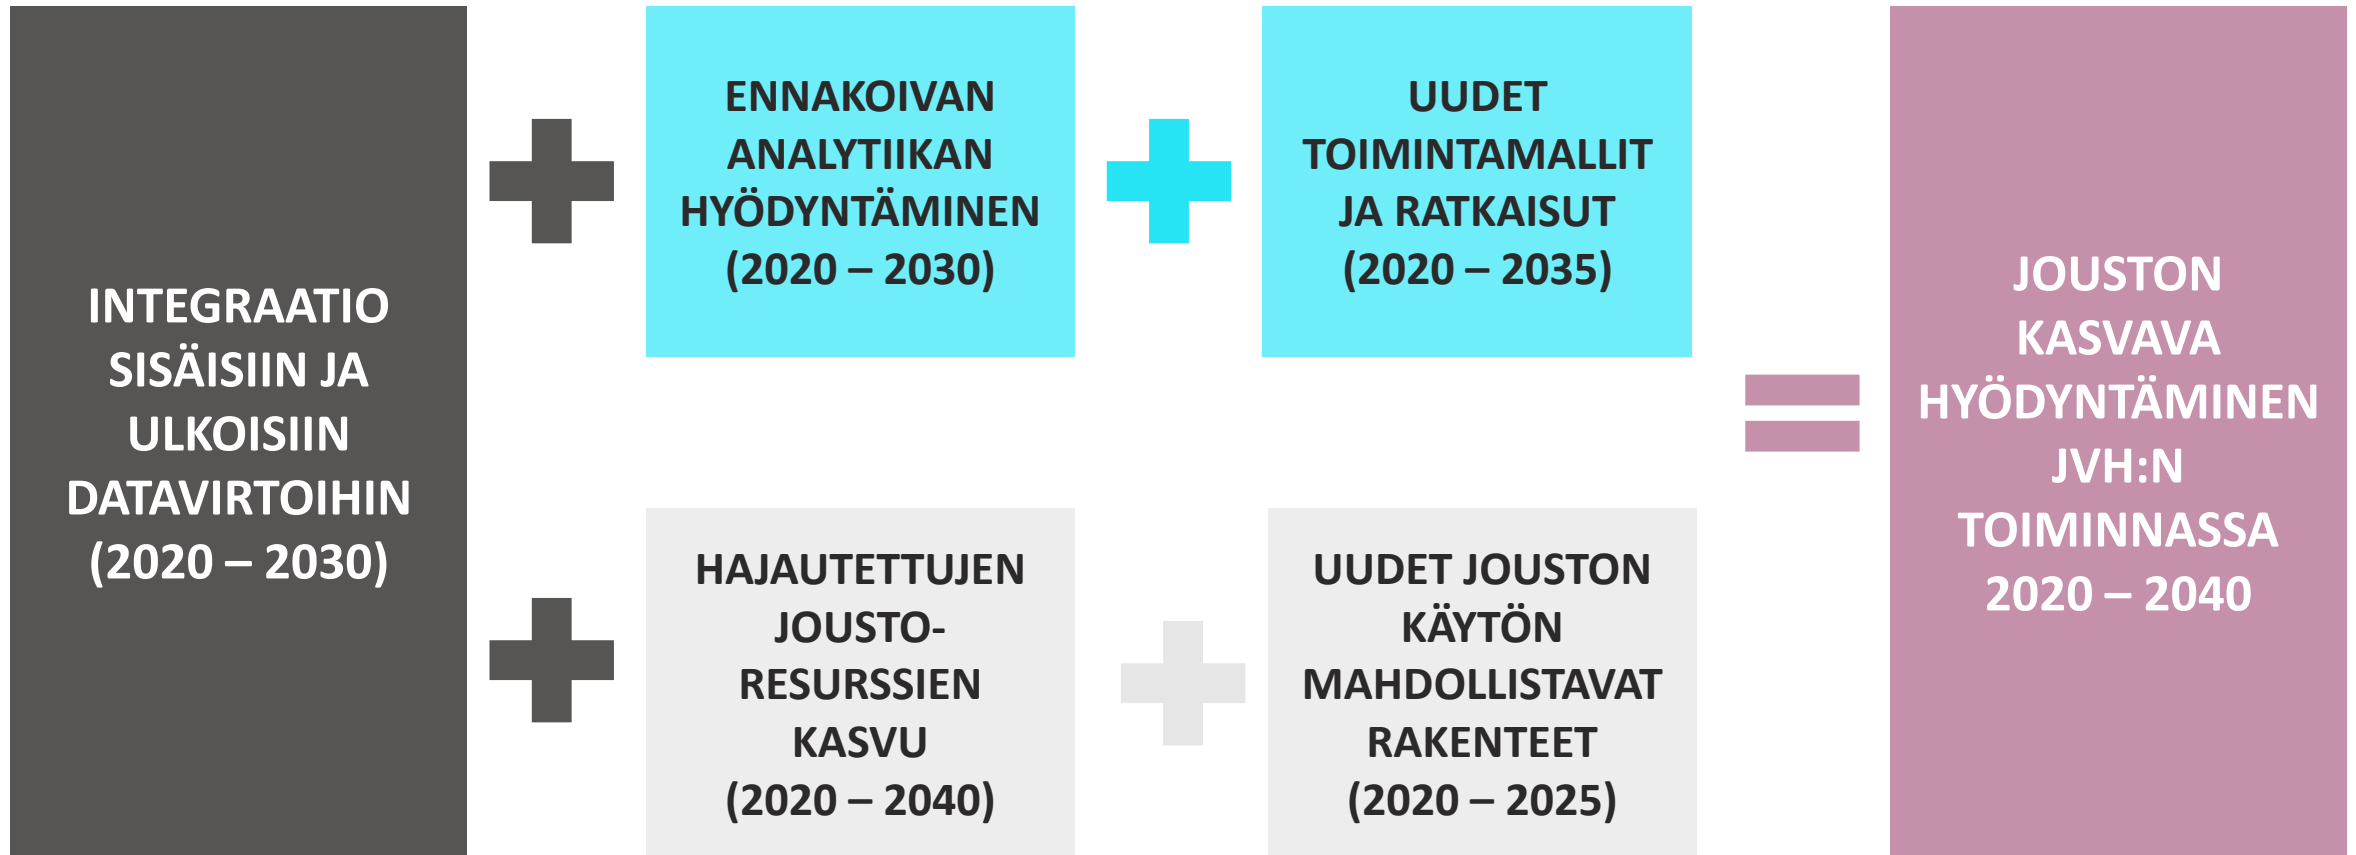 INTEGRAATIO
SISÄISIIN JA
ULKOISIIN
DATAVIRTOIHIN
(2020 – 2030)
ENNAKOIVAN
ANALYTIIKAN
HYÖDYNTÄMINEN
(2020 – 2030)
UUDET
TOIMINTAMALLIT
JA RATKAISUT
(2020 – 2035)
HAJAUTETTUJEN
JOUSTO-
RESURSSIEN
KASVU
(2020 – 2040)
UUDET JOUSTON
KÄYTÖN
MAHDOLLISTAVAT
RAKENTEET
(2020 – 2025)
JOUSTON
KASVAVA
HYÖDYNTÄMINEN
JVH:N
TOIMINNASSA
2020 – 2040